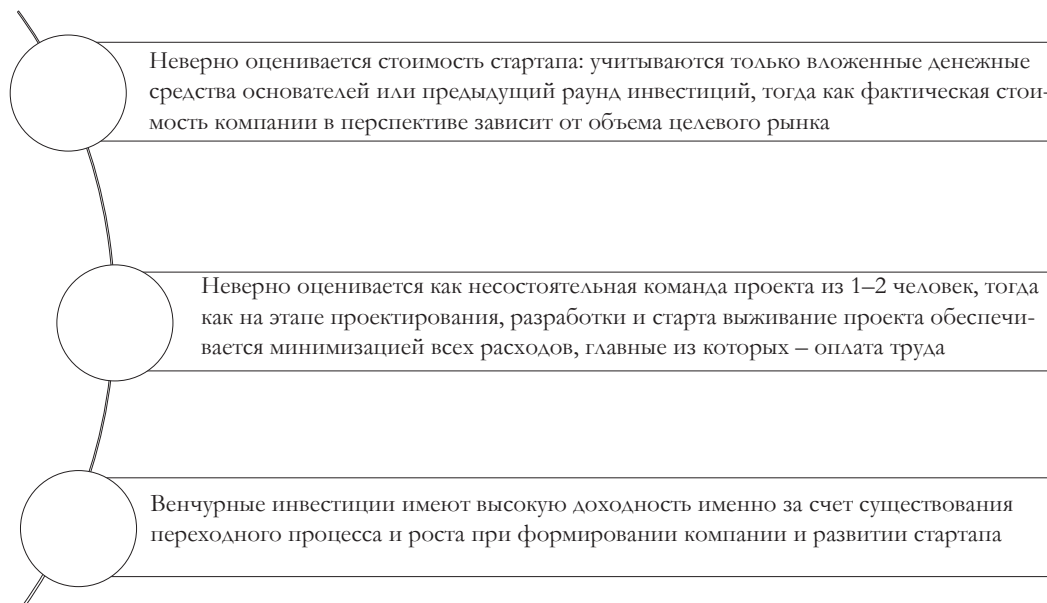 Неверно оценивается стоимость стартапа: учитываются только вложенные денежные
средства основателей или предыдущий раунд инвестиций, тогда как фактическая стои-
мость компании в перспективе зависит от объема целевого рынка
Неверно оценивается как несостоятельная команда проекта из 1–2 человек, тогда
как на этапе проектирования, разработки и старта выживание проекта обеспечи-
вается минимизацией всех расходов, главные из которых – оплата труда
Венчурные инвестиции имеют высокую доходность именно за счет существования
переходного процесса и роста при формировании компании и развитии стартапа